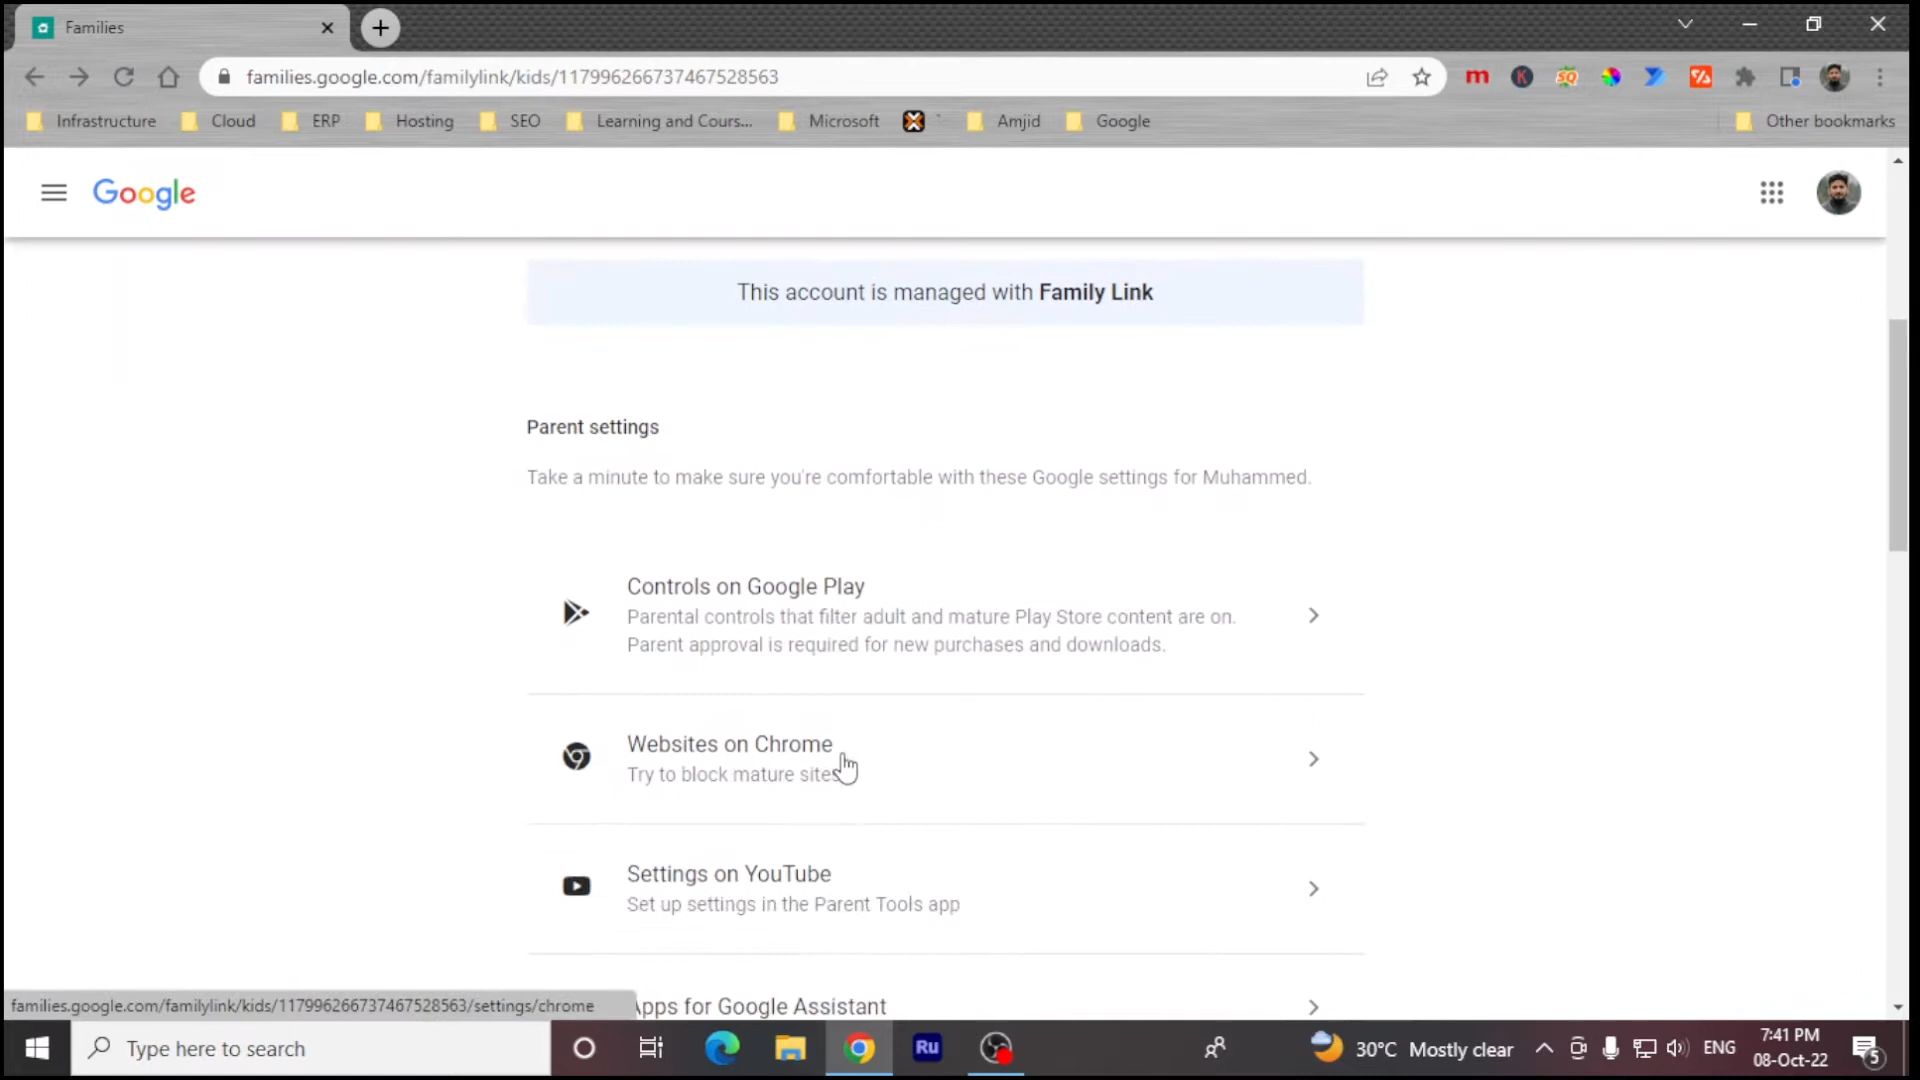 Families
families.google.com/familylink/kids/117996266737467528563
Infrastructure
Cloud
ERP
Hosting
SEO
Learning and Cours...
Microsoft
Amjid
Google
Other bookmarks
Google
This account is managed with Family Link
Parent settings
Take a minute to make sure you're comfortable with these Google settings for Muhammed.
Controls on Google Play
Parental controls that filter adult and mature Play Store content are on.
Parent approval is required for new purchases and downloads.
Websites on Chrome
Try to block mature sites
Settings on YouTube
Set up settings in the Parent Tools app
Apps for Google Assistant
families.google.com/familylink/kids/117996266737467528563/settings/chrome
Type here to search
Ru
30°C Mostly clear
ENG
7:41 PM
08-Oct-22
5